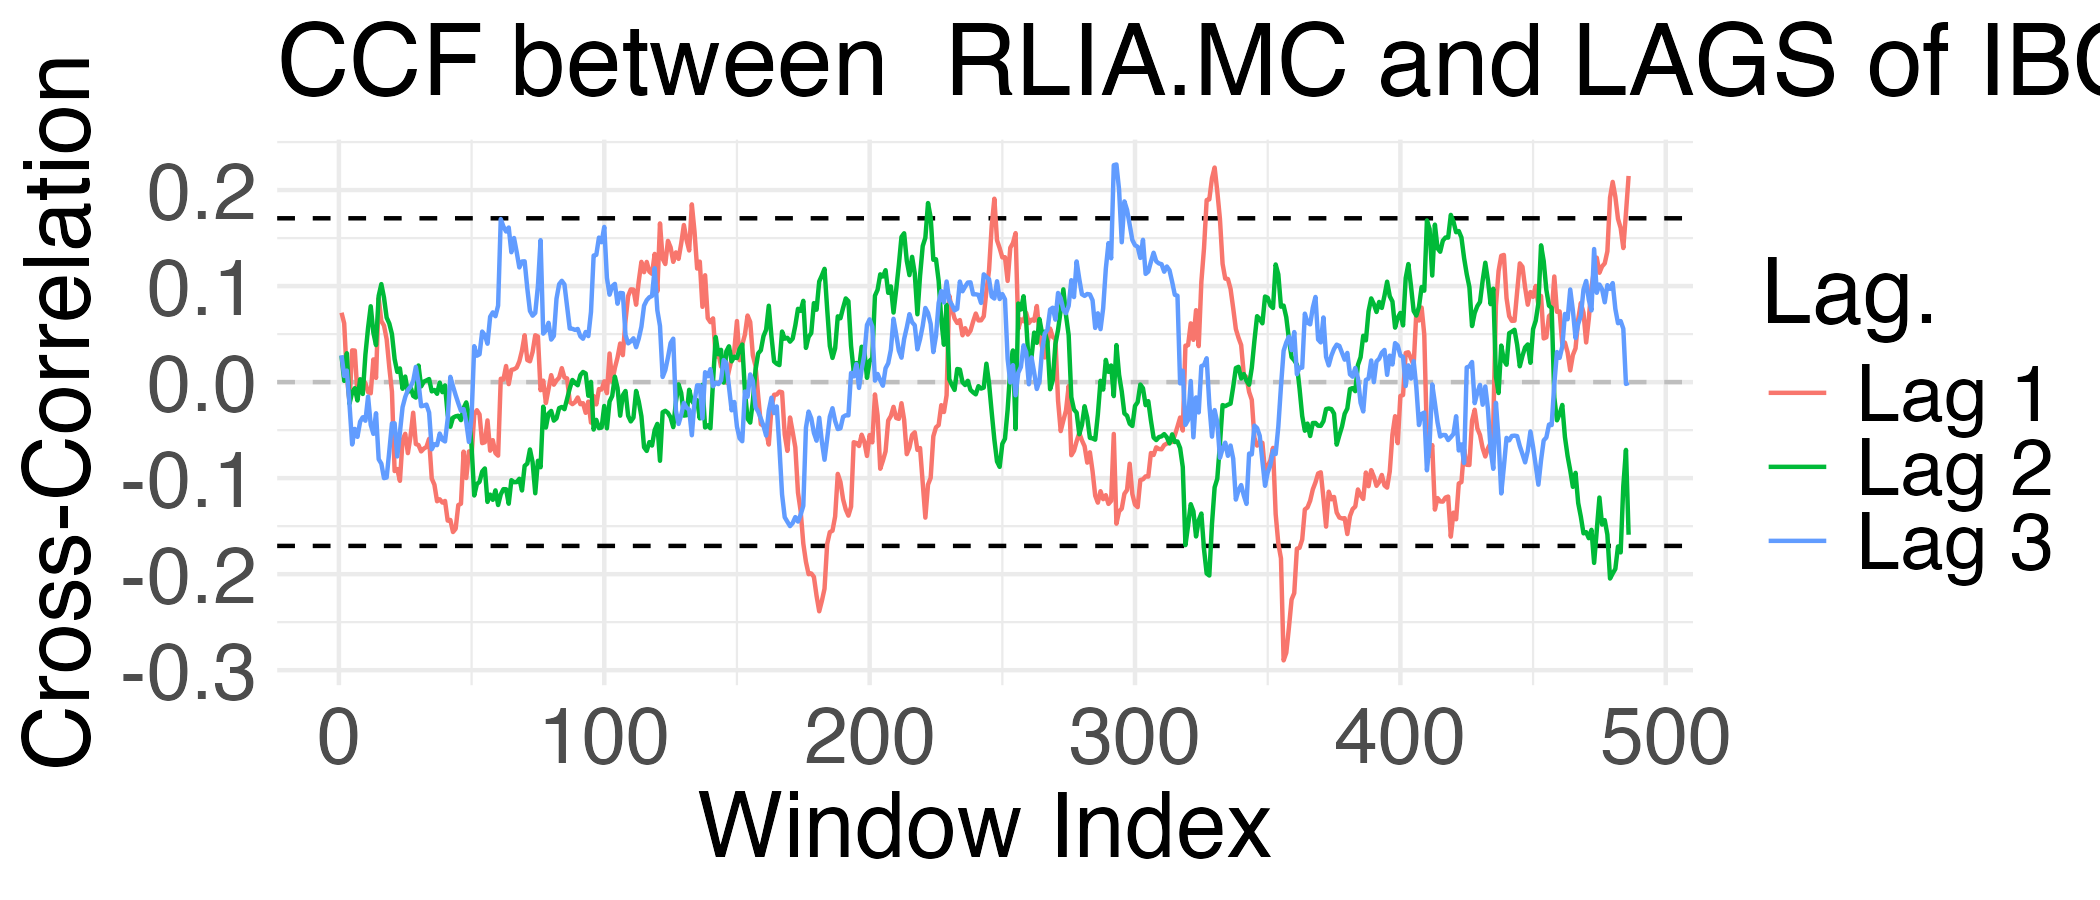 CCF between  RLIA.MC and LAGS of
Cross-Correlation
0.2
0.1
0.0
-0.1
-0.2
-0.3
0 100 200 300 400 500
Window Index
Lag.
Lag 1
Lag 2
Lag 3